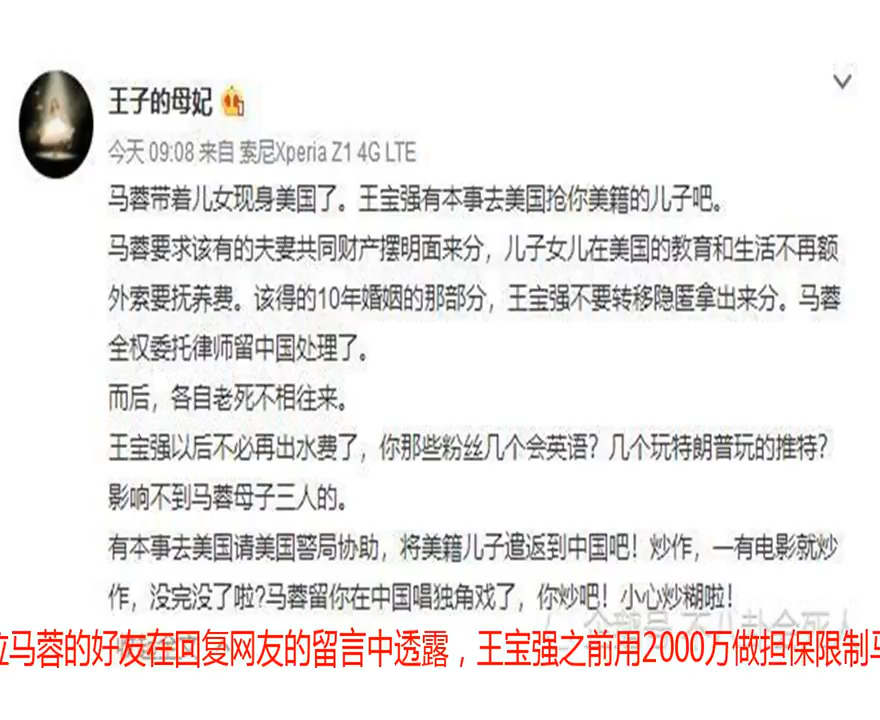 王子的母妃
今天 09:08 来自 索尼Xperia Z1 4G LTE
马蓉带着儿女现身美国了。王宝强有本事去美国抢你美籍的儿子吧。
马蓉要求该有的夫妻共同财产摆明面来分，儿子女儿在美国的教育和生活不再额
外索要抚养费。该得的10年婚姻的那部分，王宝强不要转移隐匿拿出来分。马蓉
全权委托律师留中国处理了。
而后，各自老死不相往来。
王宝强以后不必再出水费了，你那些粉丝几个会英语？几个玩特朗普玩的推特？
影响不到马蓉母子三人的。
有本事去美国请美国警局协助，将美籍儿子遣返到中国吧！炒作，一有电影就炒
作，没完没了啦?马蓉留你在中国唱独角戏了，你炒吧！小心炒糊啦！
马蓉的好友在回复网友的留言中透露，王宝强之前用2000万做担保限制马